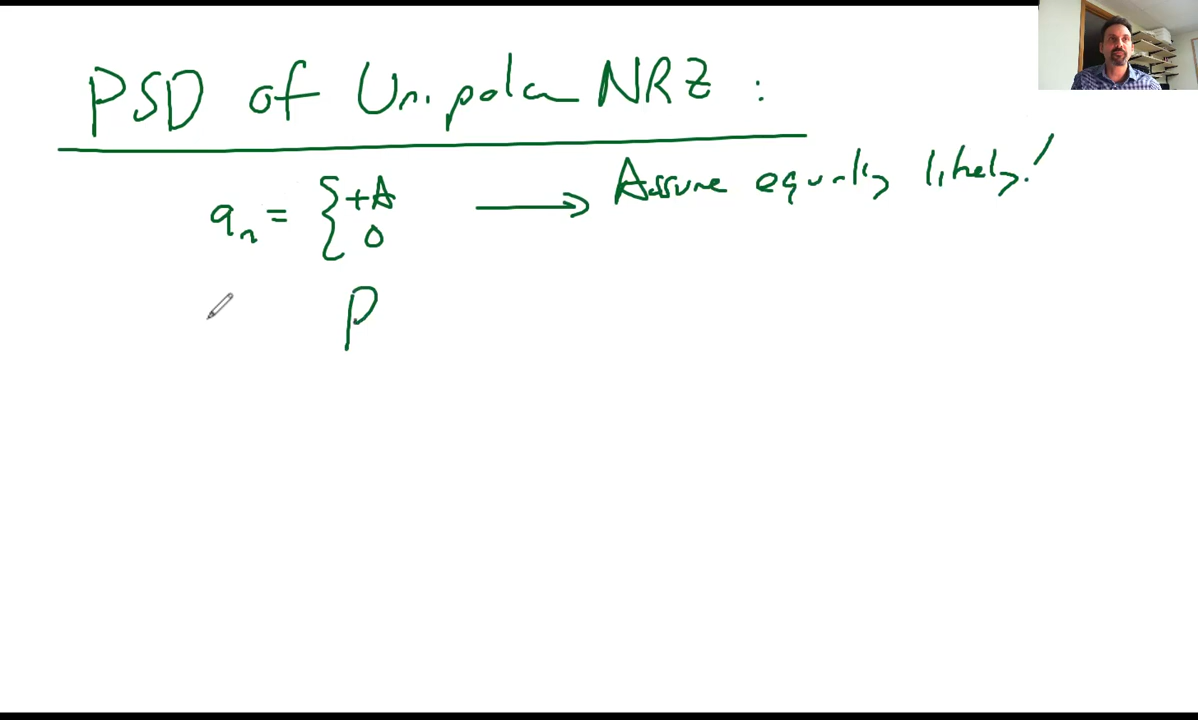 PSD of Unipolar NRZ :
aₙ = { +A ⟶ Assume equally likely!
0
P